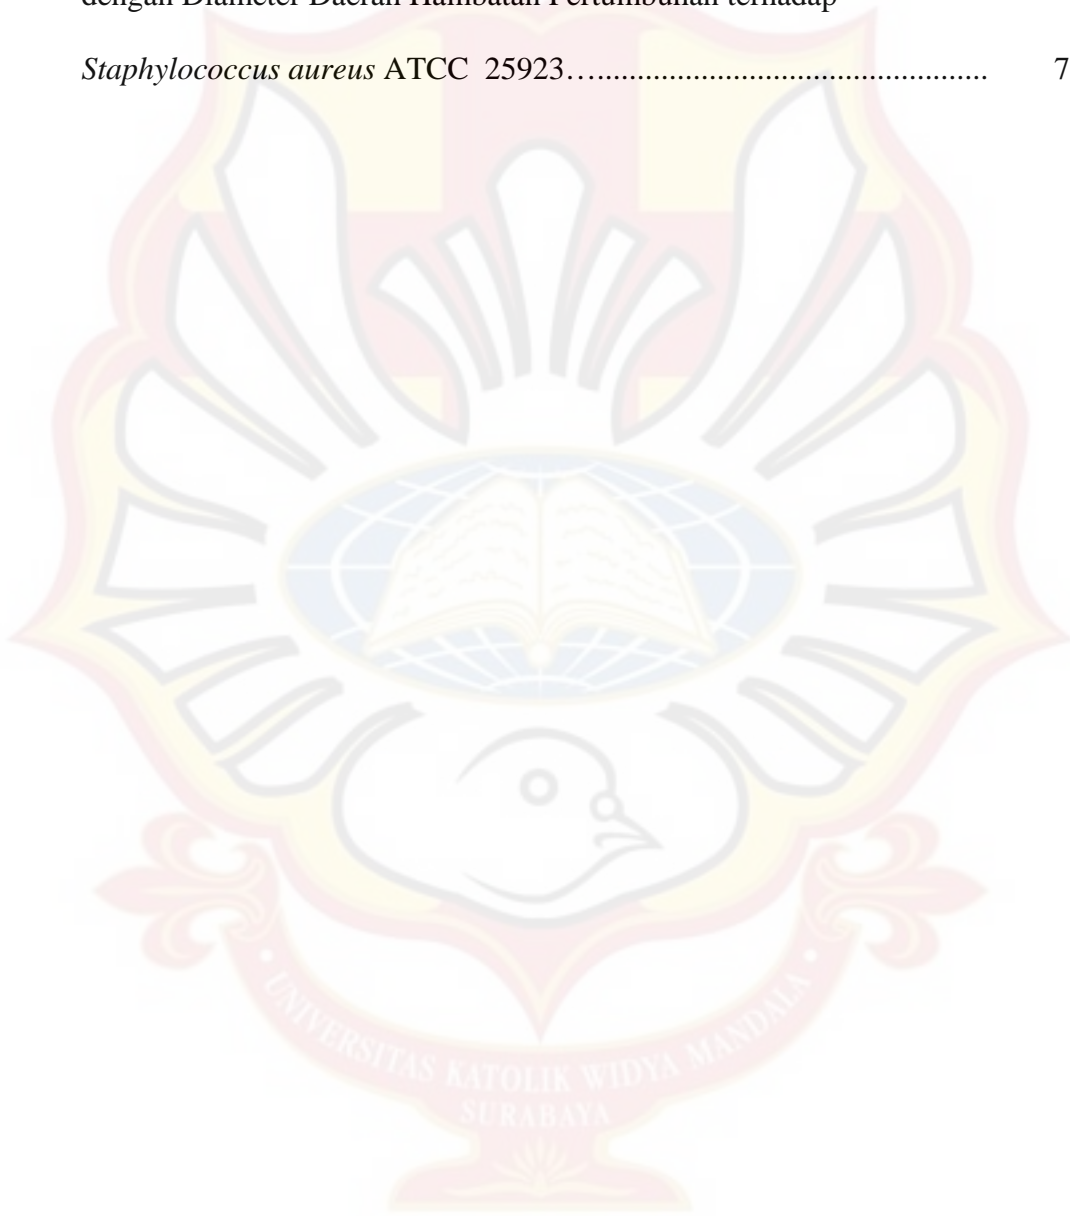 dengan Diameter Daerah Hambatan Pertumbuhan terhadap
Staphylococcus aureus ATCC 25923…................................................. 7
UNIVERSITAS KATOLIK WIDYA MANDALA
SURABAYA